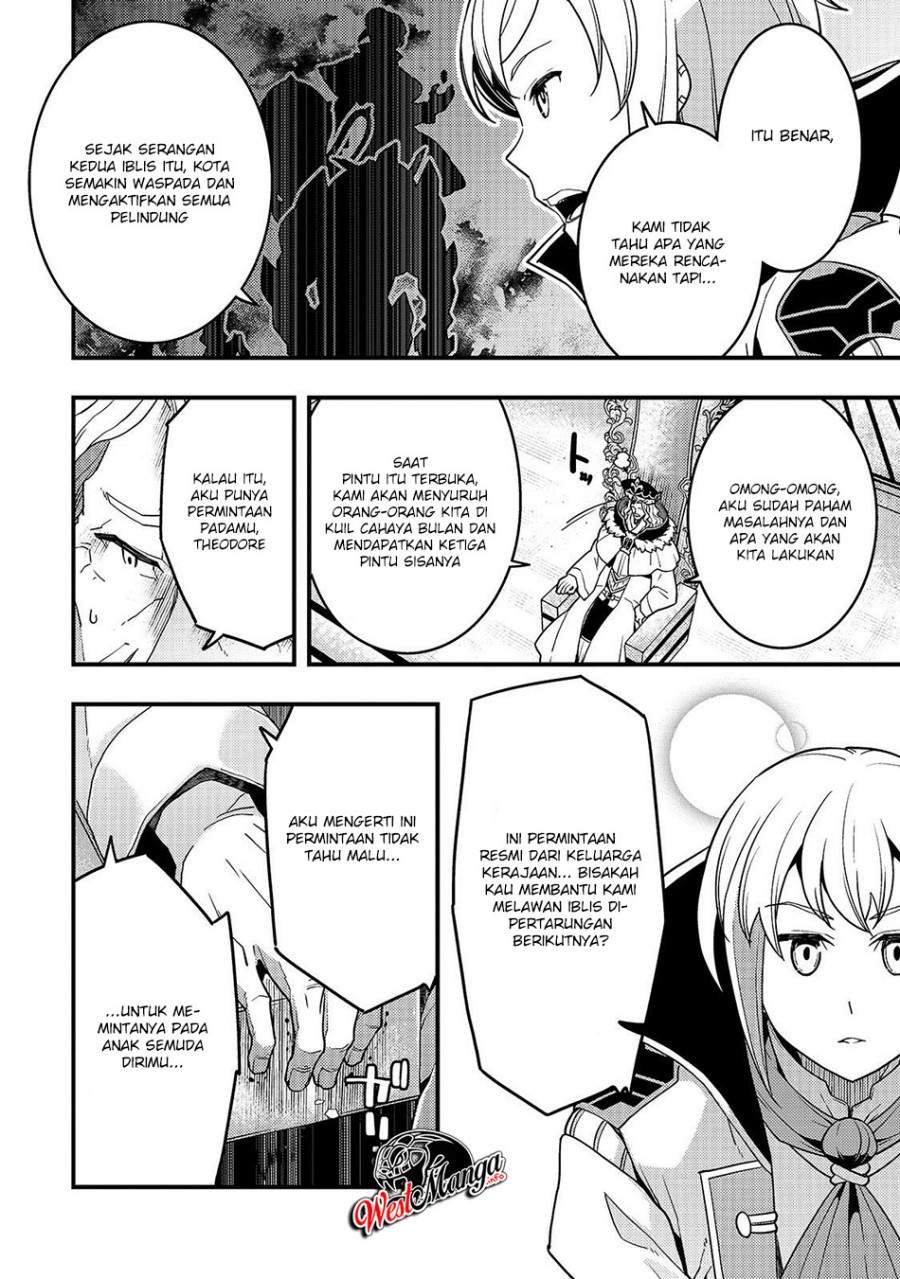 ITU BENAR,
KAMI TIDAK
TAHU APA YANG
MEREKA RENCA-
NAKAN TAPI...
SEJAK SERANGAN
KEDUA IBLIS ITU, KOTA
SEMAKIN WASPADA DAN
MENGAKTIFKAN SEMUA
PELINDUNG
OMONG-OMONG,
AKU SUDAH PAHAM
MASALAHNYA DAN
APA YANG AKAN
KITA LAKUKAN
SAAT
PINTU ITU TERBUKA,
KAMI AKAN MENYURUH
ORANG-ORANG KITA DI
KUIL CAHAYA BULAN DAN
MENDAPATKAN KETIGA
PINTU SISANYA
KALAU ITU,
AKU PUNYA
PERMINTAAN
PADAMU,
THEODORE
INI PERMINTAAN
RESMI DARI KELUARGA
KERAJAAN... BISAKAH
KAU MEMBANTU KAMI
MELAWAN IBLIS DI-
PERTARUNGAN
BERIKUTNYA?
AKU MENGERTI INI
PERMINTAAN TIDAK
TAHU MALU...
...UNTUK ME-
MINTANYA PADA
ANAK SEMUDA
DIRIMU...
WestManga.info